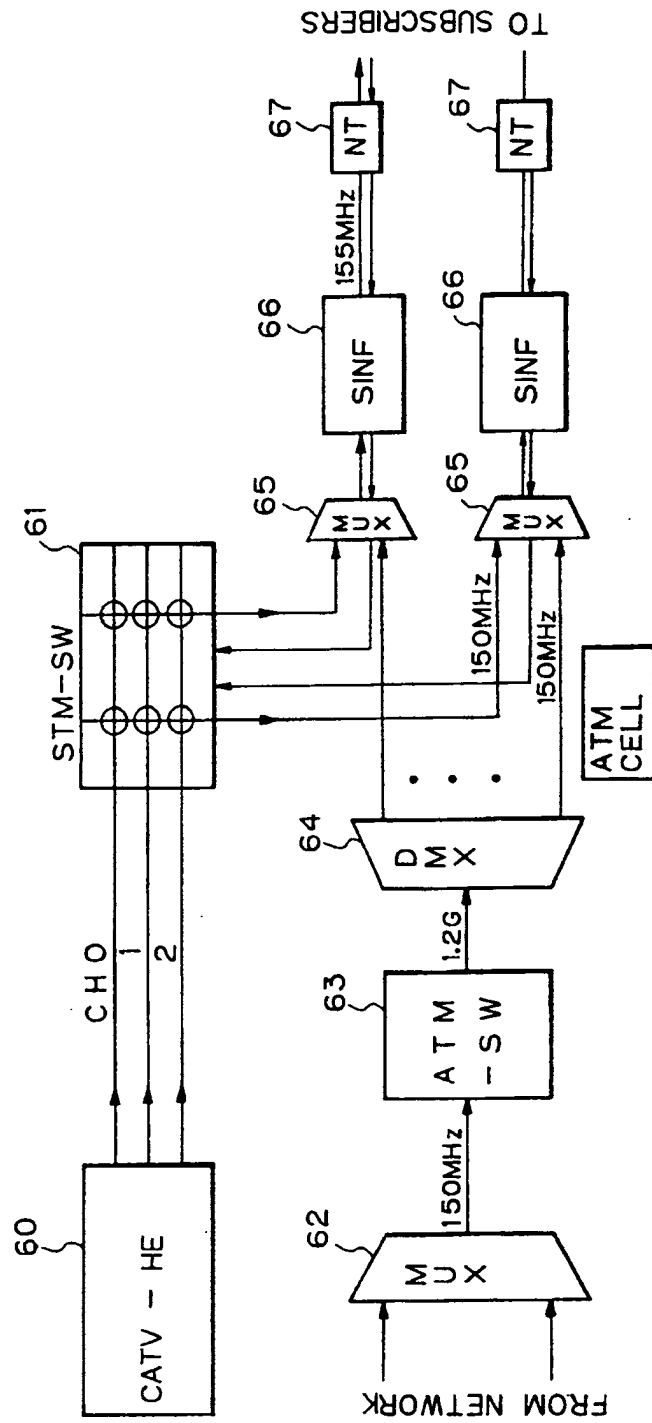 60
CATV - HE
CH0
1
2
STM-SW
61
FROM NETWORK
62
MUX
150MHz
63
ATM
-SW
1.2G
64
DMX
• • •
150MHz
150MHz
ATM
CELL
65
MUX
65
MUX
66
SINF
66
SINF
155MHz
67
NT
67
NT
TO SUBSCRIBERS